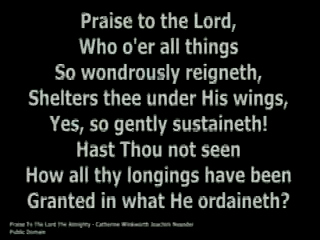 Praise to the Lord,
Who o'er all things
So wondrously reigneth,
Shelters thee under His wings,
Yes, so gently sustaineth!
Hast Thou not seen
How all thy longings have been
Granted in what He ordaineth?
Praise To The Lord The Almighty - Catherine Winkworth Joachim Neander
Public Domain